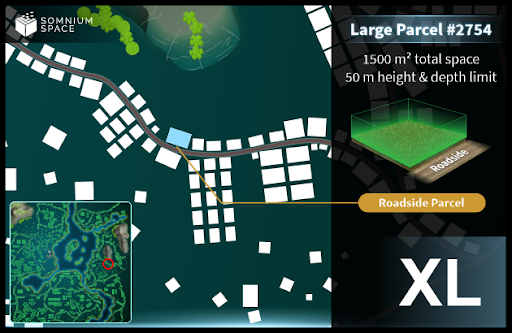 SOMNIUM
SPACE
Large Parcel #2754
1500 m² total space
50 m height & depth limit
Roadside
Roadside Parcel
XL